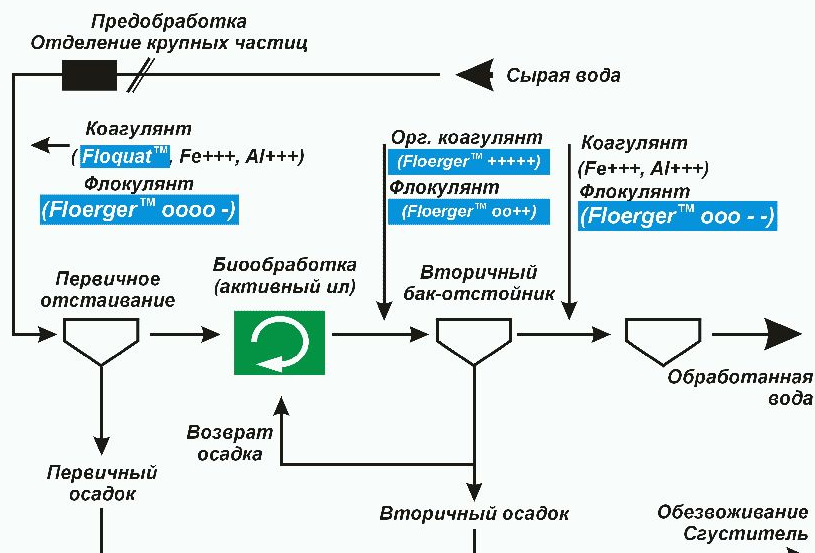 Предобработка
Отделение крупных частиц
Сырая вода
Коагулянт
(Floquat™, Fe+++, Al+++)
Флокулянт
(Floerger™ oooo -)
Орг. коагулянт
(Floerger™ +++++)
Флокулянт
(Floerger™ oo++)
Коагулянт
(Fe+++, Al+++)
Флокулянт
(Floerger™ ooo - -)
Первичное
отстаивание
Биообработка
(активный ил)
Вторичный
бак-отстойник
Обработанная
вода
Возврат
осадка
Первичный
осадок
Вторичный осадок
Обезвоживание
Сгуститель